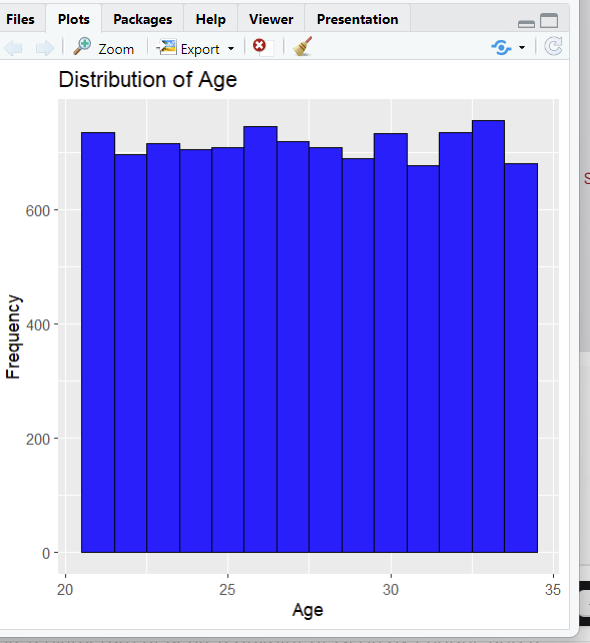 Files Plots Packages Help Viewer Presentation
Zoom Export
Distribution of Age
600
400
200
0
Frequency
20 25 30 35
Age